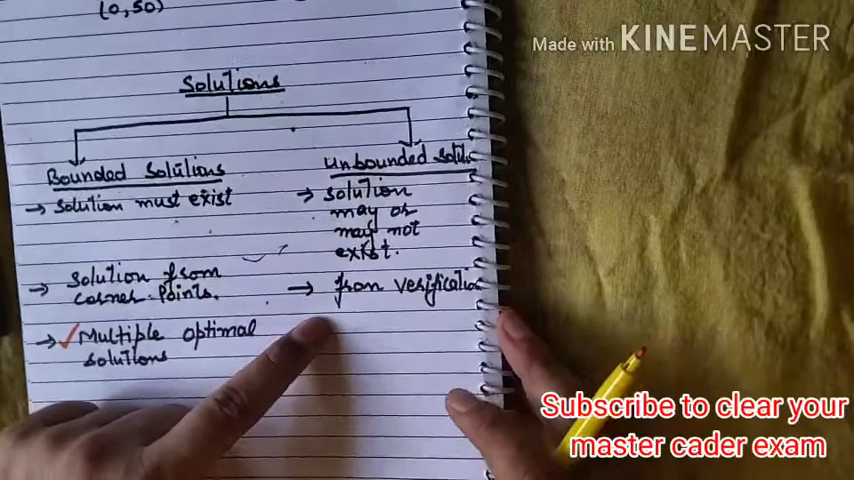 (0,50)
Made with KINEMASTER
Solutions
Bounded Solutions
→ Solution must exist
→ Solution from
corner points.
→ ✓ Multiple optimal
solutions
Unbounded Solu
→ Solution
may or
may not
exist.
→ from verification
Subscribe to clear your
master cader exam